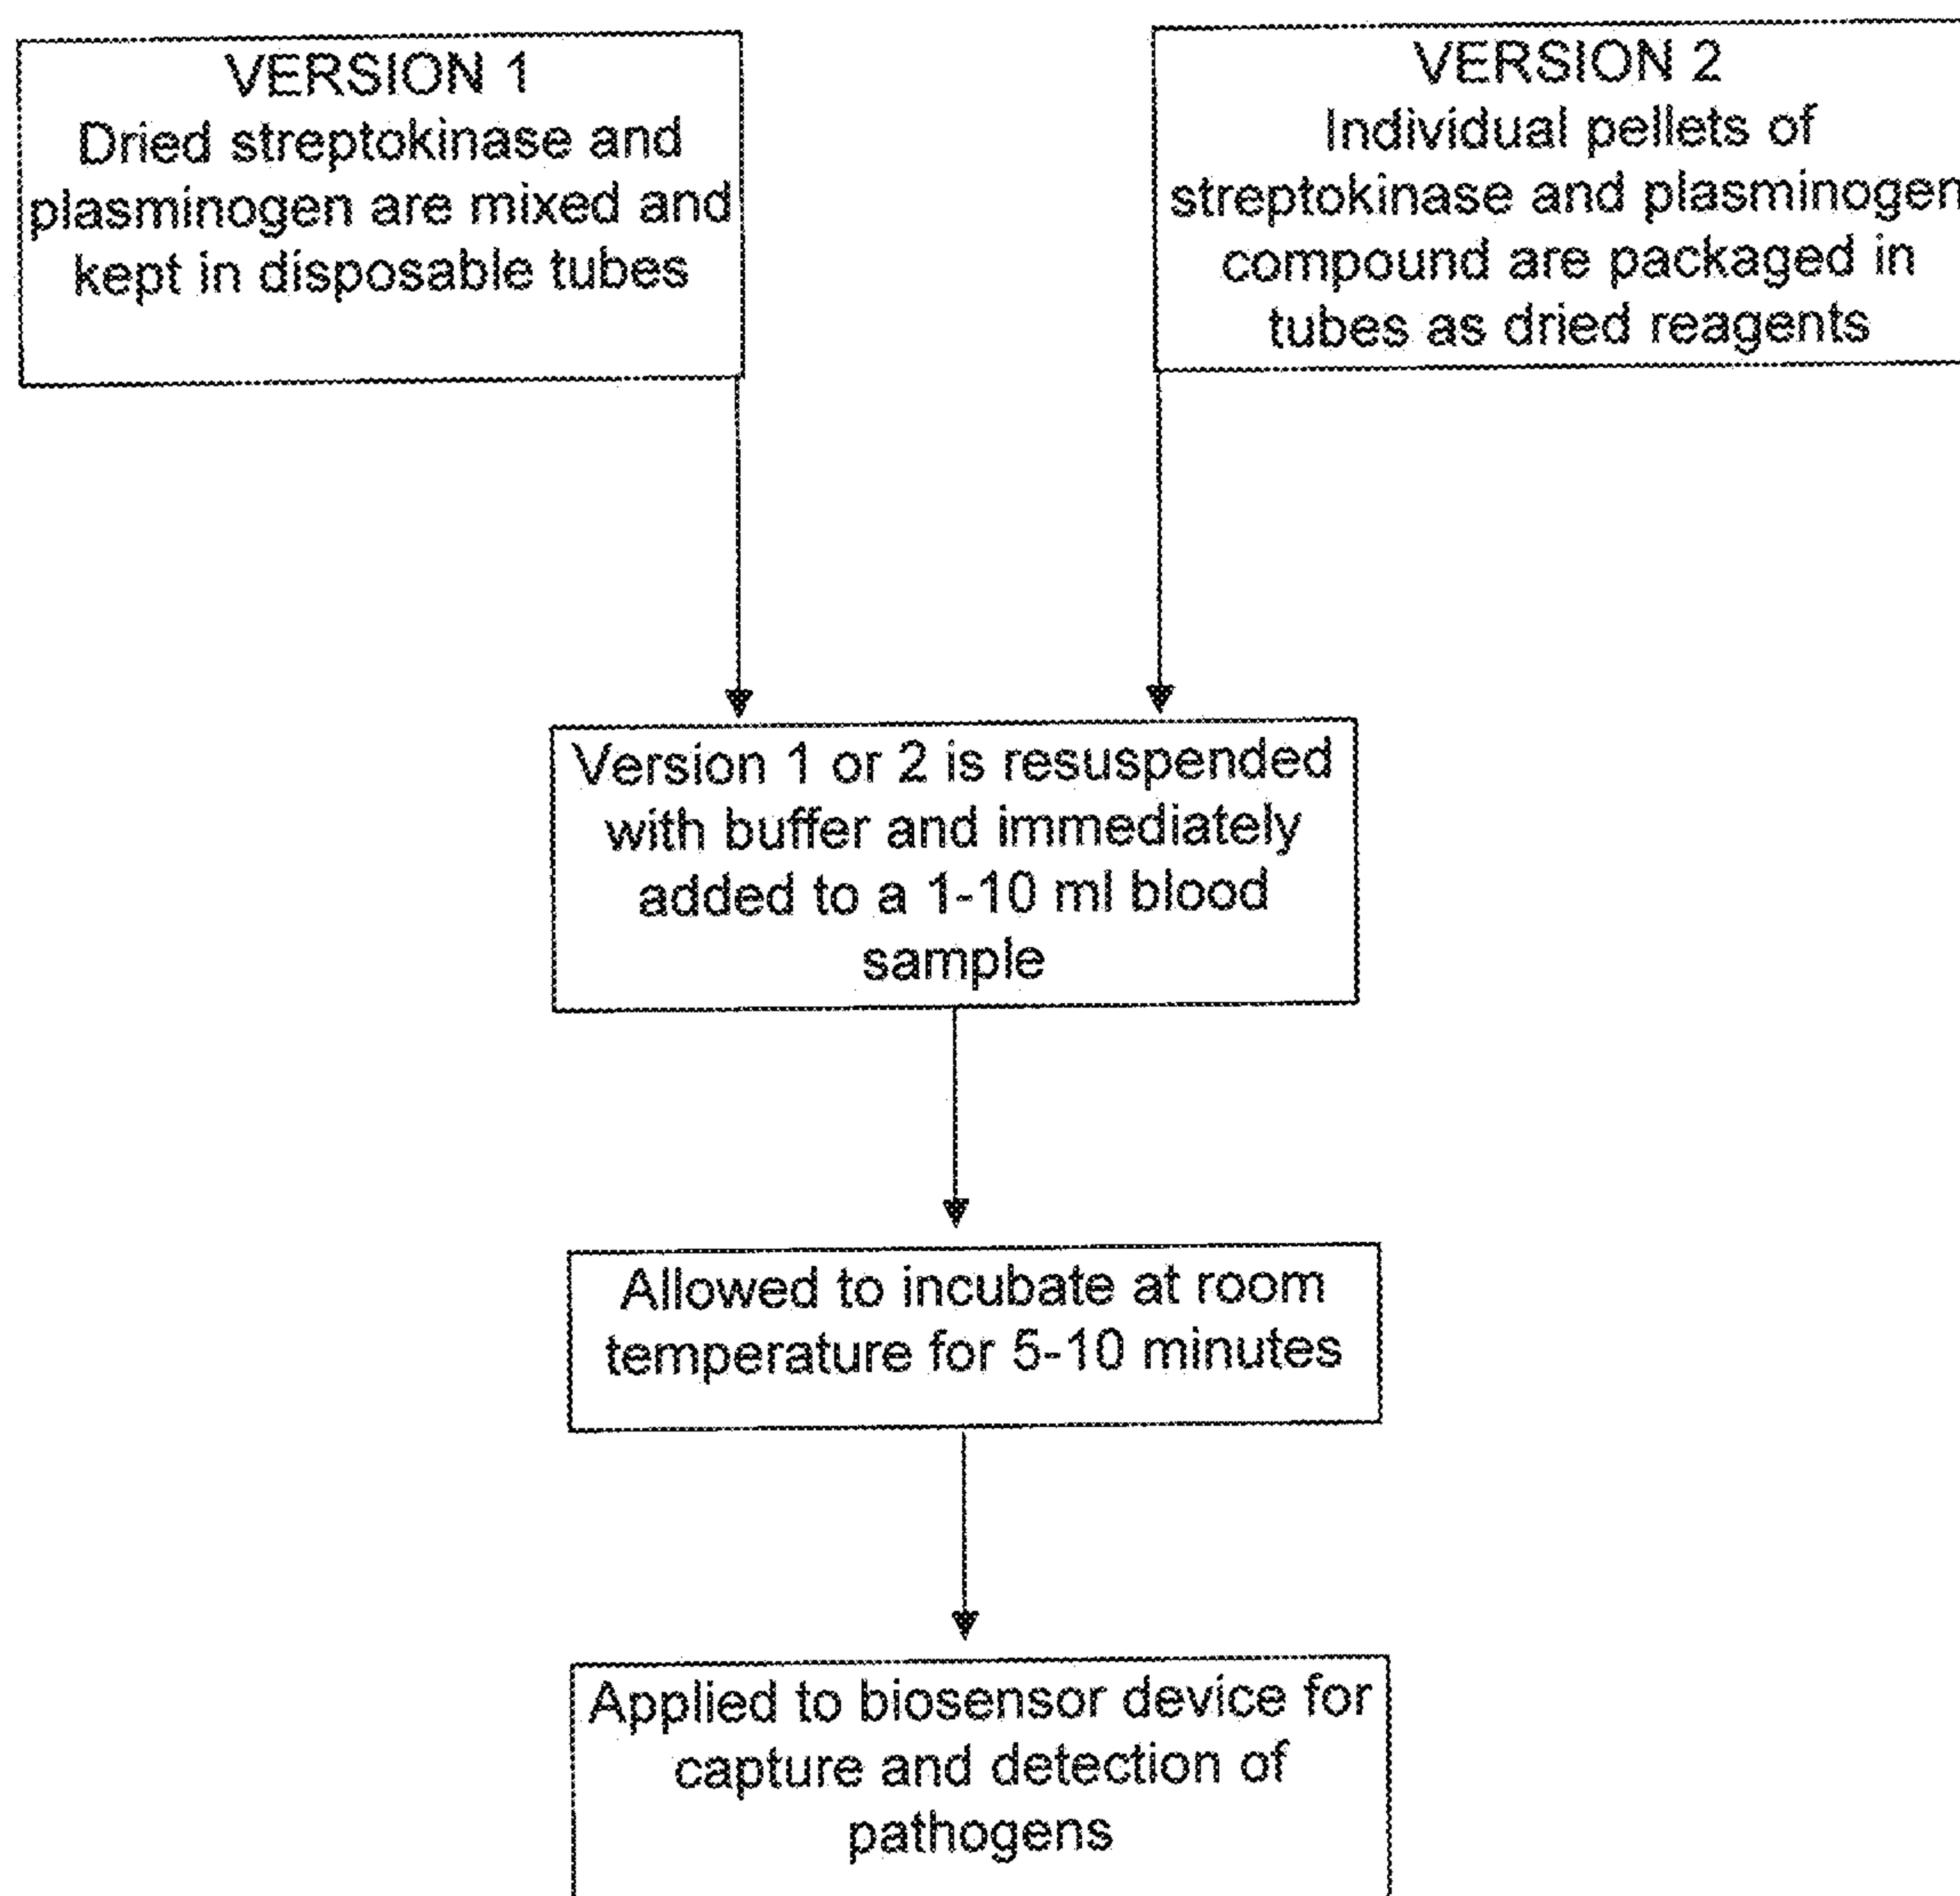 VERSION 1
Dried streptokinase and
plasminogen are mixed and
kept in disposable tubes
VERSION 2
Individual pellets of
streptokinase and plasminogen
compound are packaged in
tubes as dried reagents
Version 1 or 2 is resuspended
with buffer and immediately
added to a 1-10 ml blood
sample
Allowed to incubate at room
temperature for 5-10 minutes
Applied to biosensor device for
capture and detection of
pathogens